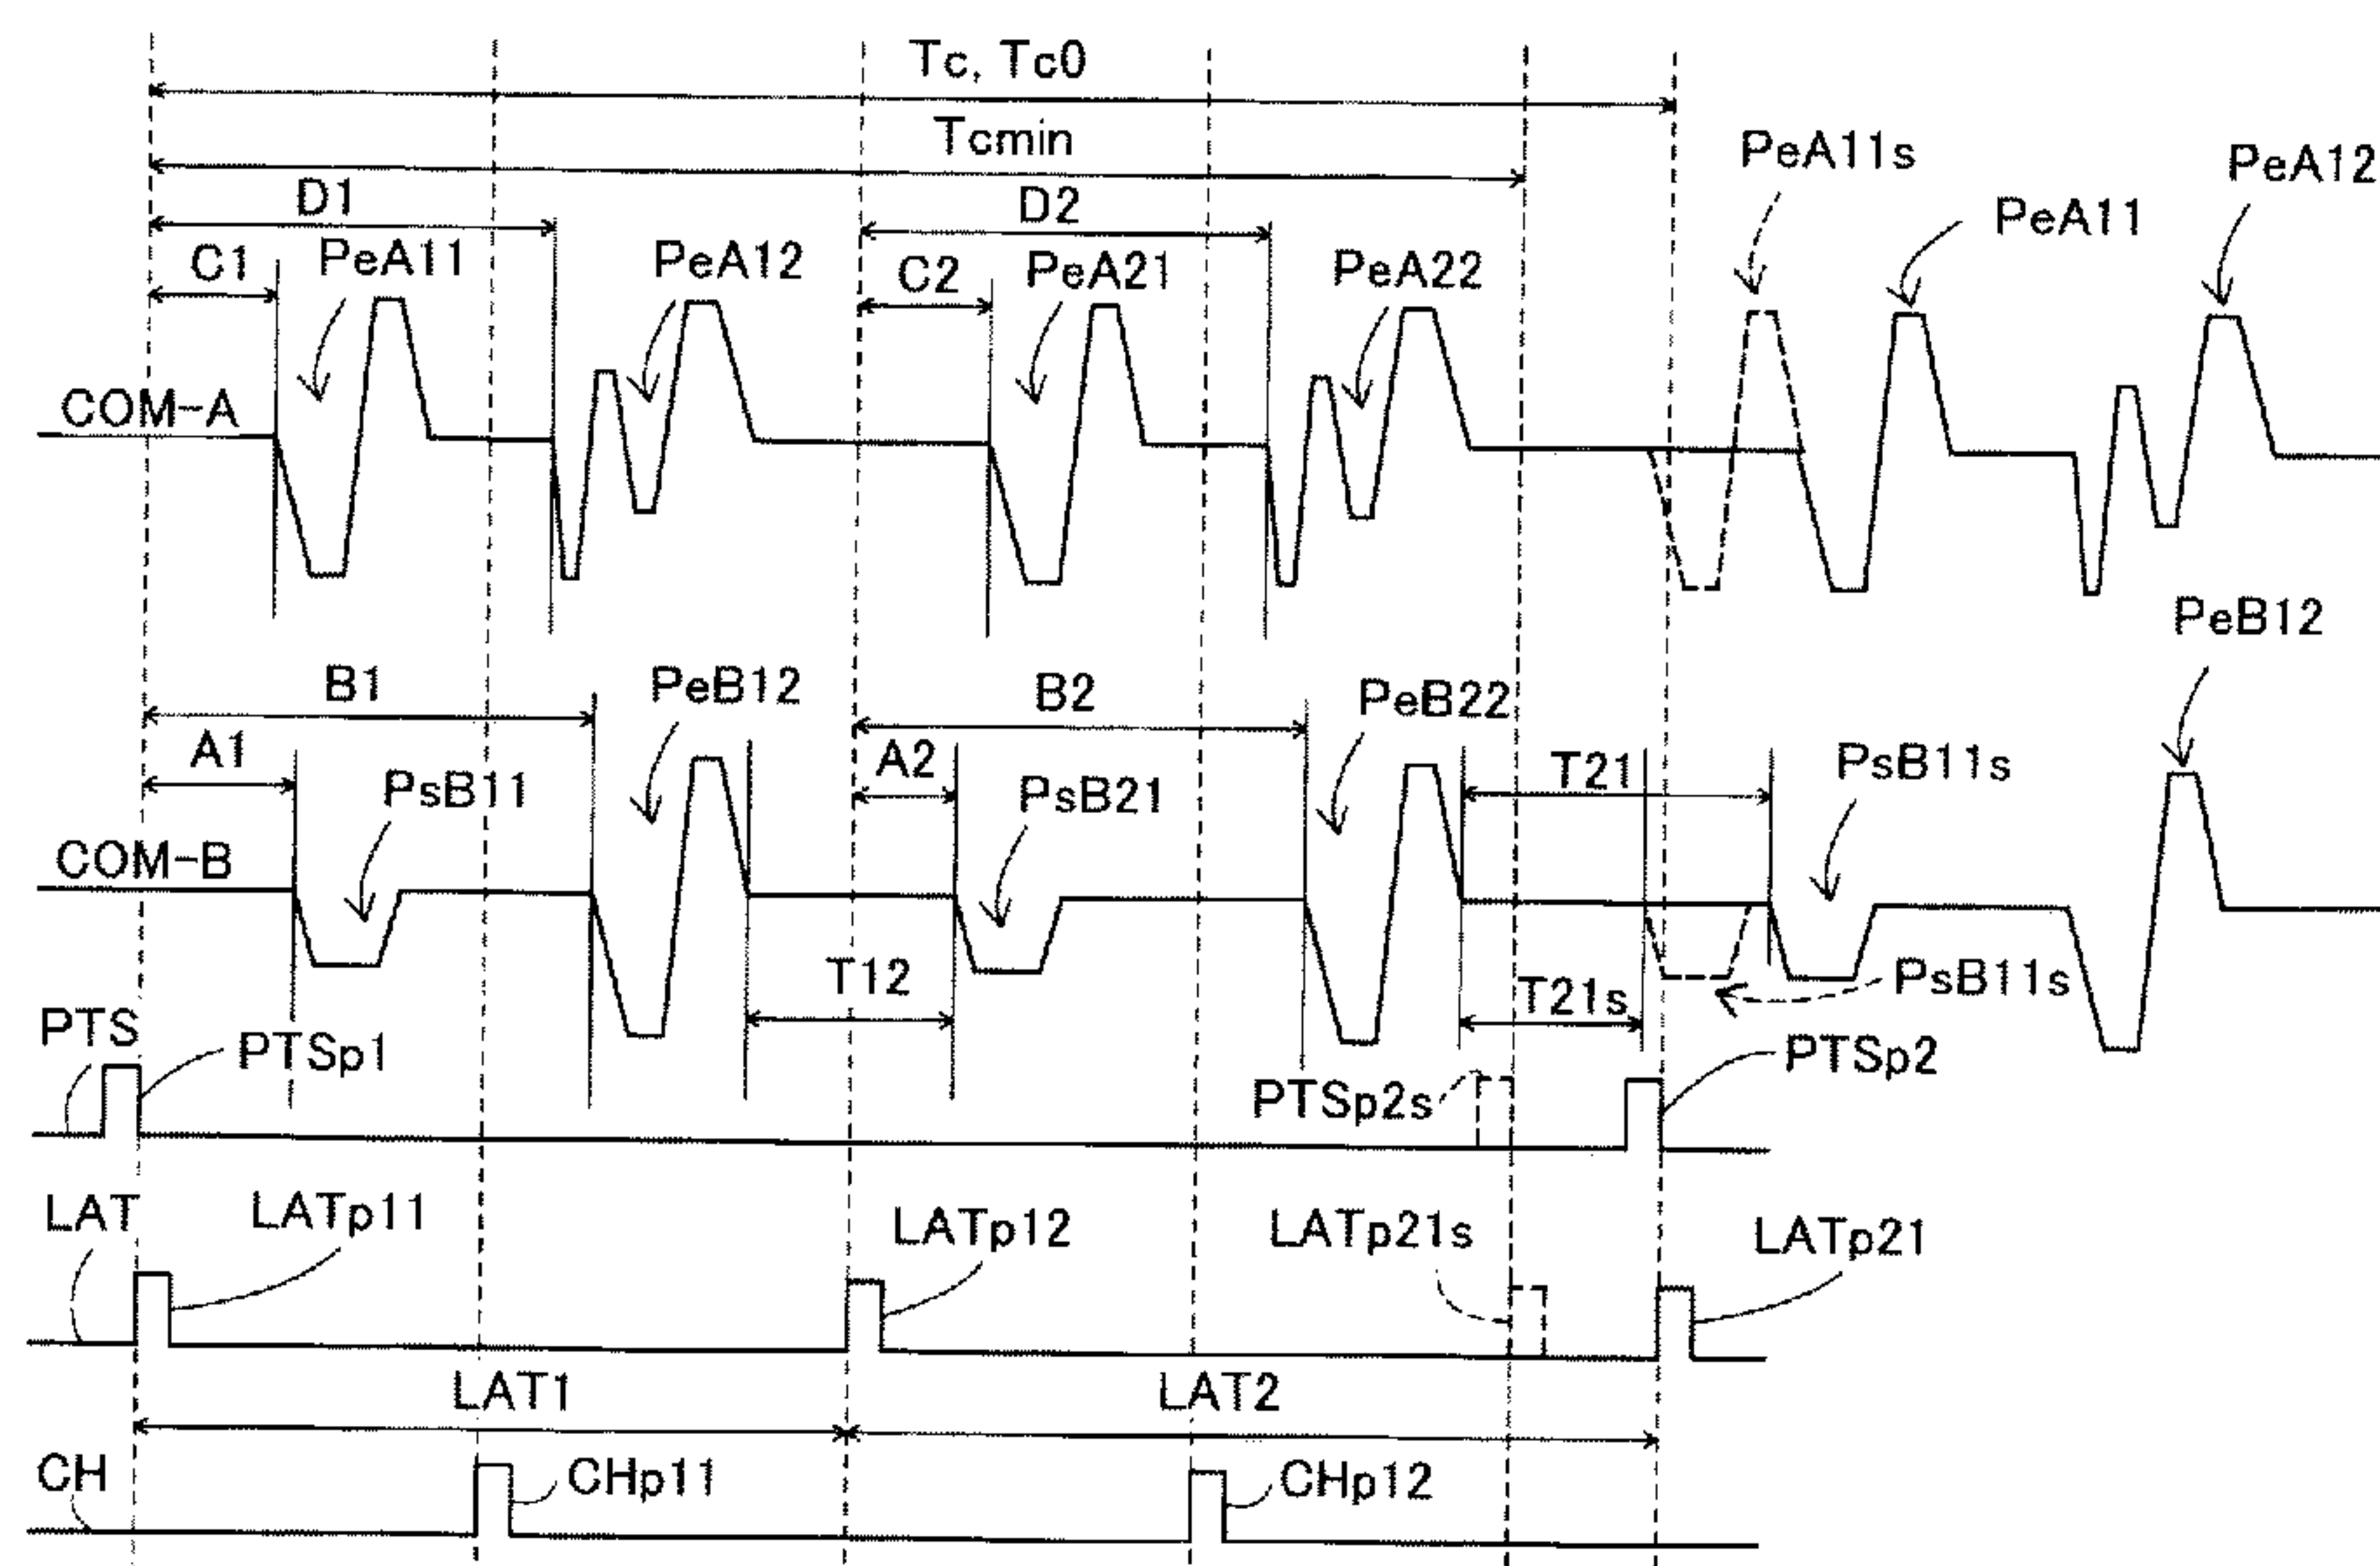 Tc, Tc0
Tcmin
PeA11s
PeA12
D1
D2
PeA11
C1
PeA11
PeA12
C2
PeA21
PeA22
COM-A
PeB12
B1
PeB12
B2
PeB22
A1
PsB11
A2
PsB21
T21
PsB11s
COM-B
T12
T21s
PsB11s
PTS
PTSp1
PTSp2s
PTSp2
LAT
LATp11
LATp12
LATp21s
LATp21
LAT1
LAT2
CH
CHp11
CHp12